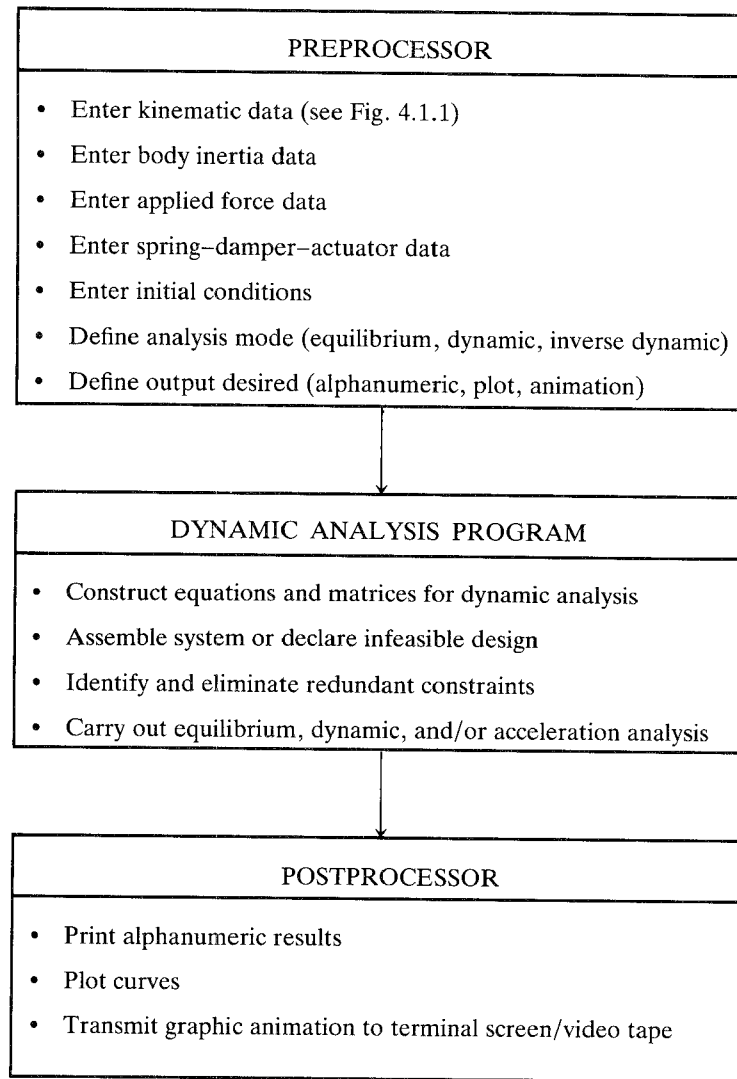 PREPROCESSOR
• Enter kinematic data (see Fig. 4.1.1)
• Enter body inertia data
• Enter applied force data
• Enter spring–damper–actuator data
• Enter initial conditions
• Define analysis mode (equilibrium, dynamic, inverse dynamic)
• Define output desired (alphanumeric, plot, animation)
DYNAMIC ANALYSIS PROGRAM
• Construct equations and matrices for dynamic analysis
• Assemble system or declare infeasible design
• Identify and eliminate redundant constraints
• Carry out equilibrium, dynamic, and/or acceleration analysis
POSTPROCESSOR
• Print alphanumeric results
• Plot curves
• Transmit graphic animation to terminal screen/video tape